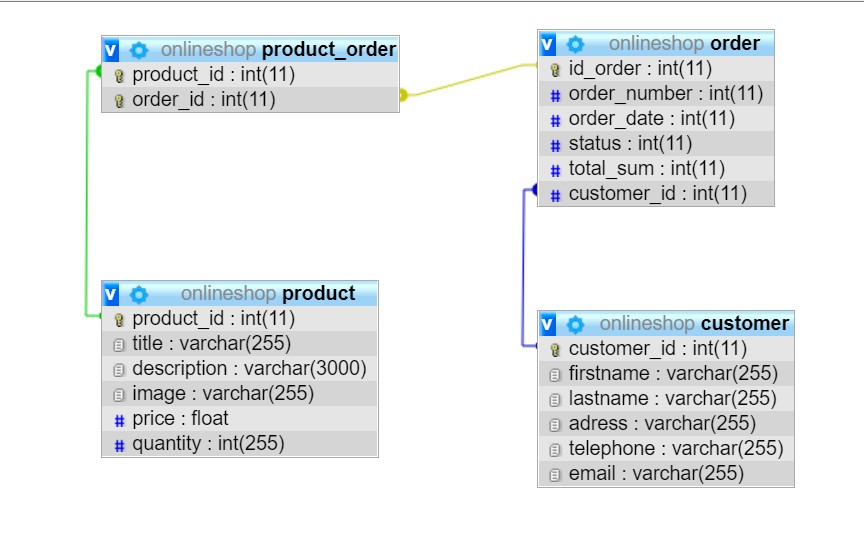 v onlineshop product_order
product_id : int(11)
order_id : int(11)
v onlineshop order
id_order : int(11)
# order_number : int(11)
# order_date : int(11)
# status : int(11)
# total_sum : int(11)
# customer_id : int(11)
v onlineshop product
product_id : int(11)
title : varchar(255)
description : varchar(3000)
image : varchar(255)
# price : float
# quantity : int(255)
v onlineshop customer
customer_id : int(11)
firstname : varchar(255)
lastname : varchar(255)
adress : varchar(255)
telephone : varchar(255)
email : varchar(255)